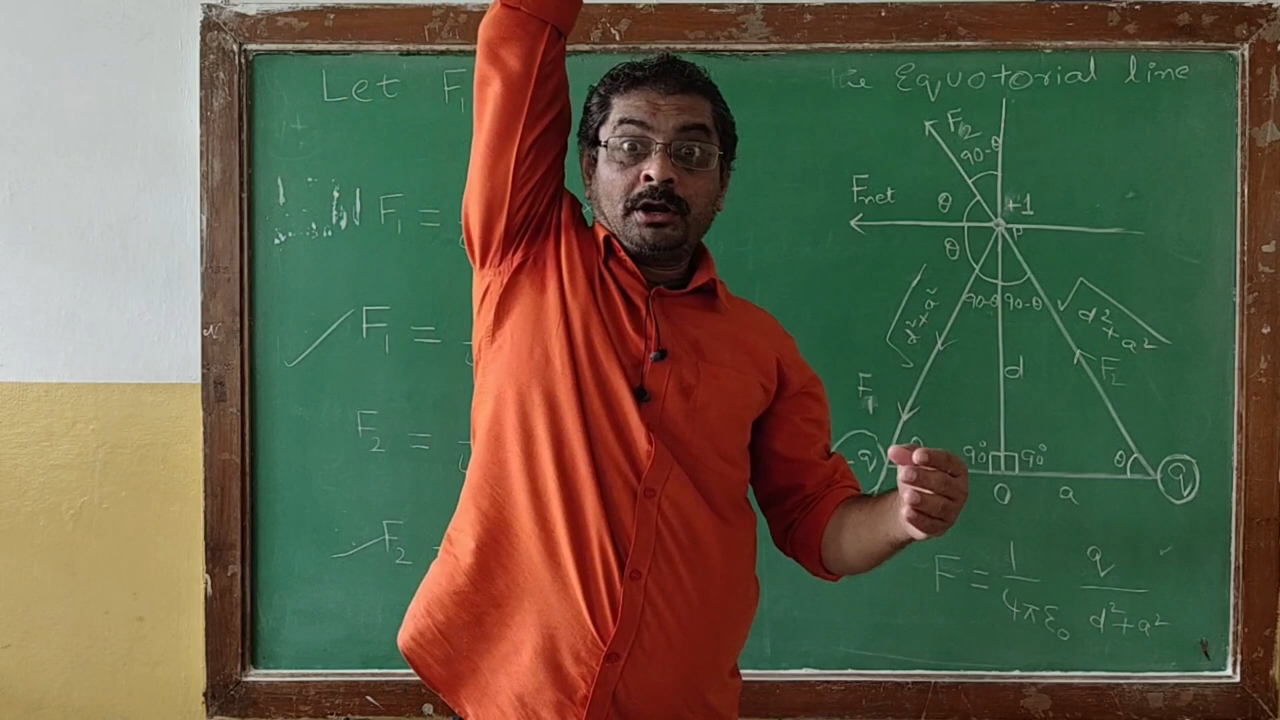 Let F₁
the Equotorial line
F₁ =
F₁ =
F₂ =
F₂
F₂
90-θ
Fnet
θ
+1
P
θ
90-θ 90-θ
√d²+a²
√d²+a²
d
F₁
F₂
-q
90° 90°
θ
q
O
a
F = 1/4πε₀ q/d²+a²